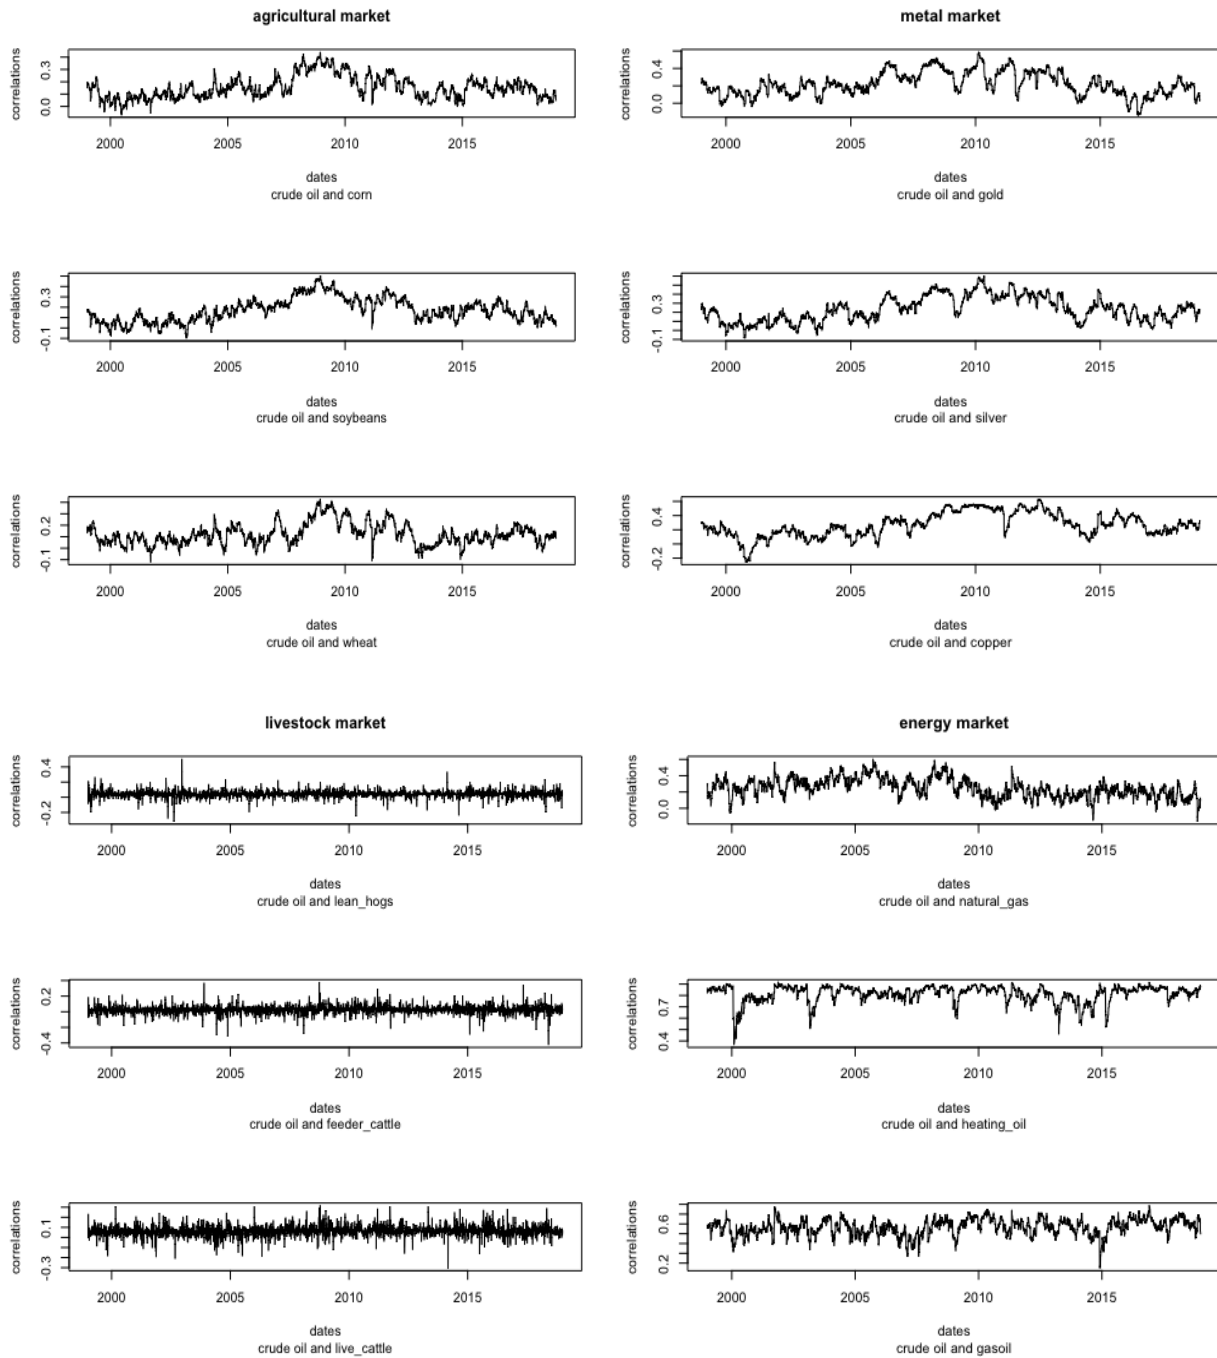 agricultural market
correlations
0.3
0.0
2000 2005 2010 2015
dates
crude oil and corn
correlations
0.3
-0.1
2000 2005 2010 2015
dates
crude oil and soybeans
correlations
0.2
-0.1
2000 2005 2010 2015
dates
crude oil and wheat
metal market
correlations
0.4
0.0
2000 2005 2010 2015
dates
crude oil and gold
correlations
0.3
-0.1
2000 2005 2010 2015
dates
crude oil and silver
correlations
0.4
-0.2
2000 2005 2010 2015
dates
crude oil and copper
livestock market
correlations
0.4
-0.2
2000 2005 2010 2015
dates
crude oil and lean_hogs
correlations
0.2
-0.4
2000 2005 2010 2015
dates
crude oil and feeder_cattle
correlations
0.1
-0.3
2000 2005 2010 2015
dates
crude oil and live_cattle
energy market
correlations
0.4
0.0
2000 2005 2010 2015
dates
crude oil and natural_gas
correlations
0.7
0.4
2000 2005 2010 2015
dates
crude oil and heating_oil
correlations
0.6
0.2
2000 2005 2010 2015
dates
crude oil and gasoil